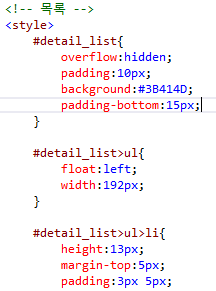 <!-- 목록 -->
<style>
#detail_list{
overflow:hidden;
padding:10px;
background:#3B414D;
padding-bottom:15px;
}
#detail_list>ul{
float:left;
width:192px;
}
#detail_list>ul>li{
height:13px;
margin-top:5px;
padding:3px 5px;